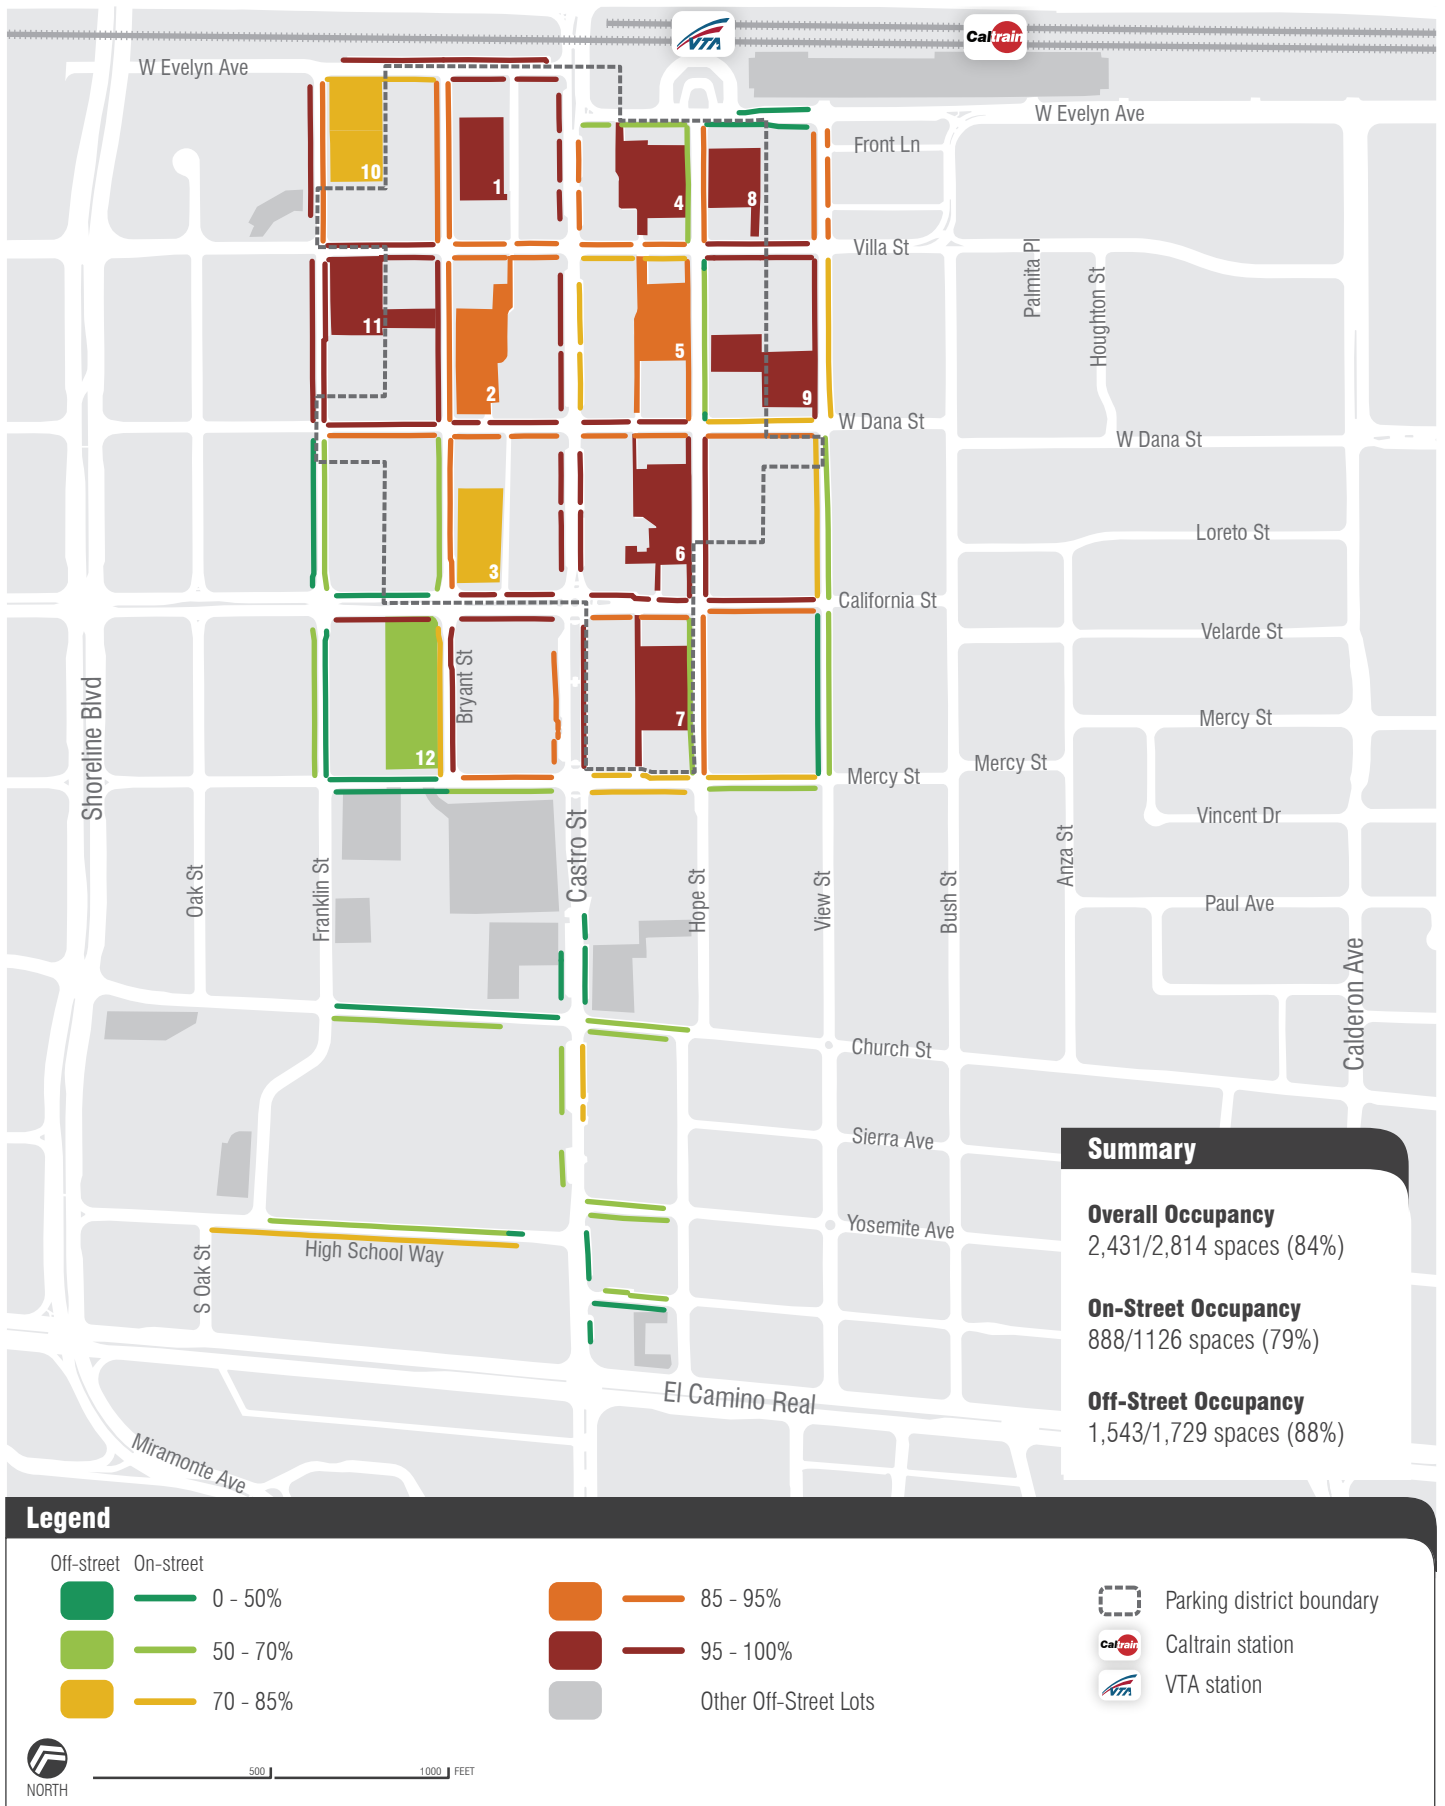 VTA
Caltrain
W Evelyn Ave
W Evelyn Ave
Front Ln
10
1
4
8
Villa St
Palmita Pl
Houghton St
11
2
5
9
W Dana St
W Dana St
Loreto St
3
6
California St
Velarde St
Bryant St
Shoreline Blvd
7
Mercy St
12
Mercy St
Mercy St
Vincent Dr
Castro St
Oak St
Franklin St
Hope St
View St
Bush St
Anza St
Paul Ave
Calderon Ave
Church St
Sierra Ave
Yosemite Ave
High School Way
S Oak St
El Camino Real
Miramonte Ave
Summary
Overall Occupancy
2,431/2,814 spaces (84%)
On-Street Occupancy
888/1126 spaces (79%)
Off-Street Occupancy
1,543/1,729 spaces (88%)
Legend
Off-street On-street
0 - 50%
50 - 70%
70 - 85%
85 - 95%
95 - 100%
Other Off-Street Lots
Parking district boundary
Caltrain
Caltrain station
VTA
VTA station
NORTH
500
1000 FEET